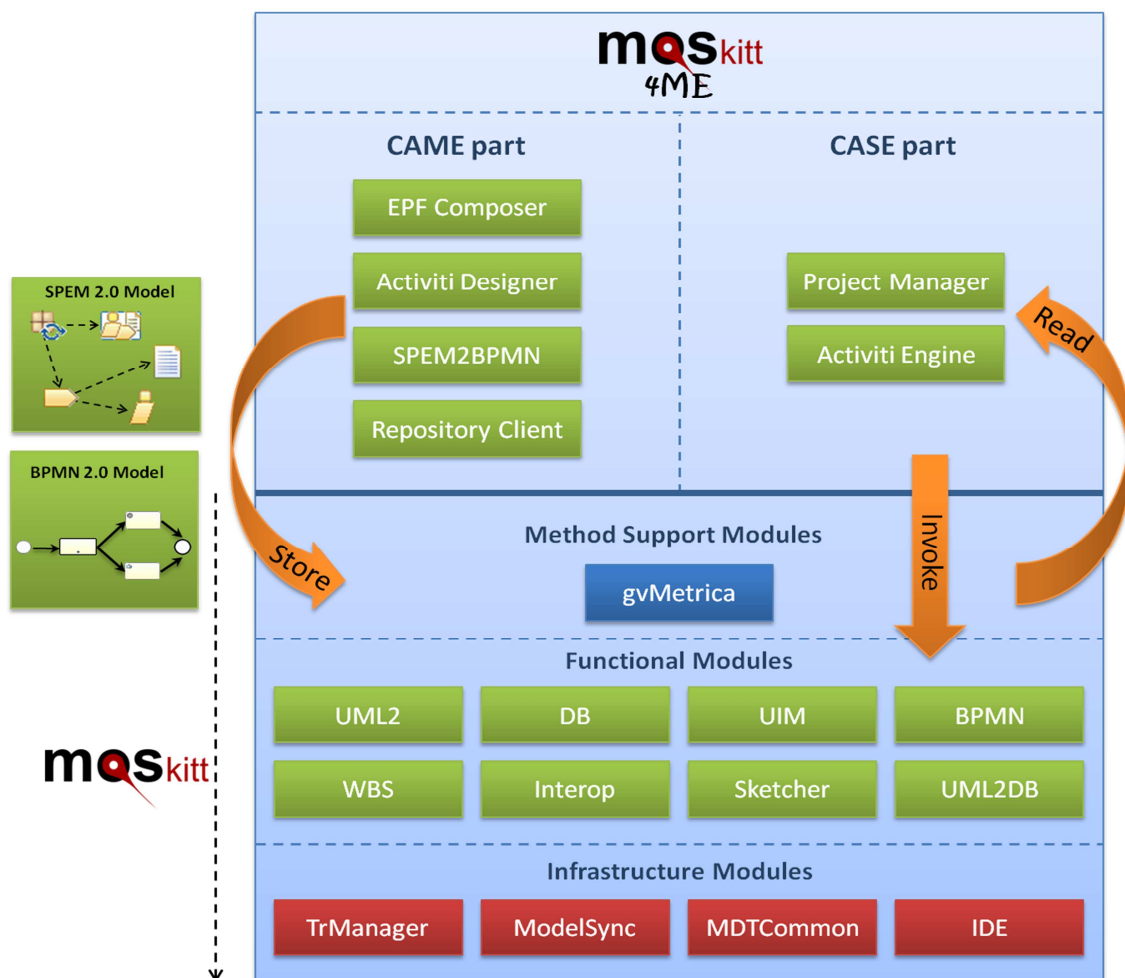 moskitt
4ME
CAME part
CASE part
EPF Composer
Activiti Designer
SPEM2BPMN
Repository Client
Project Manager
Activiti Engine
SPEM 2.0 Model
BPMN 2.0 Model
Store
Read
Invoke
Method Support Modules
gvMetrica
Functional Modules
UML2
DB
UIM
BPMN
WBS
Interop
Sketcher
UML2DB
moskitt
Infrastructure Modules
TrManager
ModelSync
MDTCommon
IDE